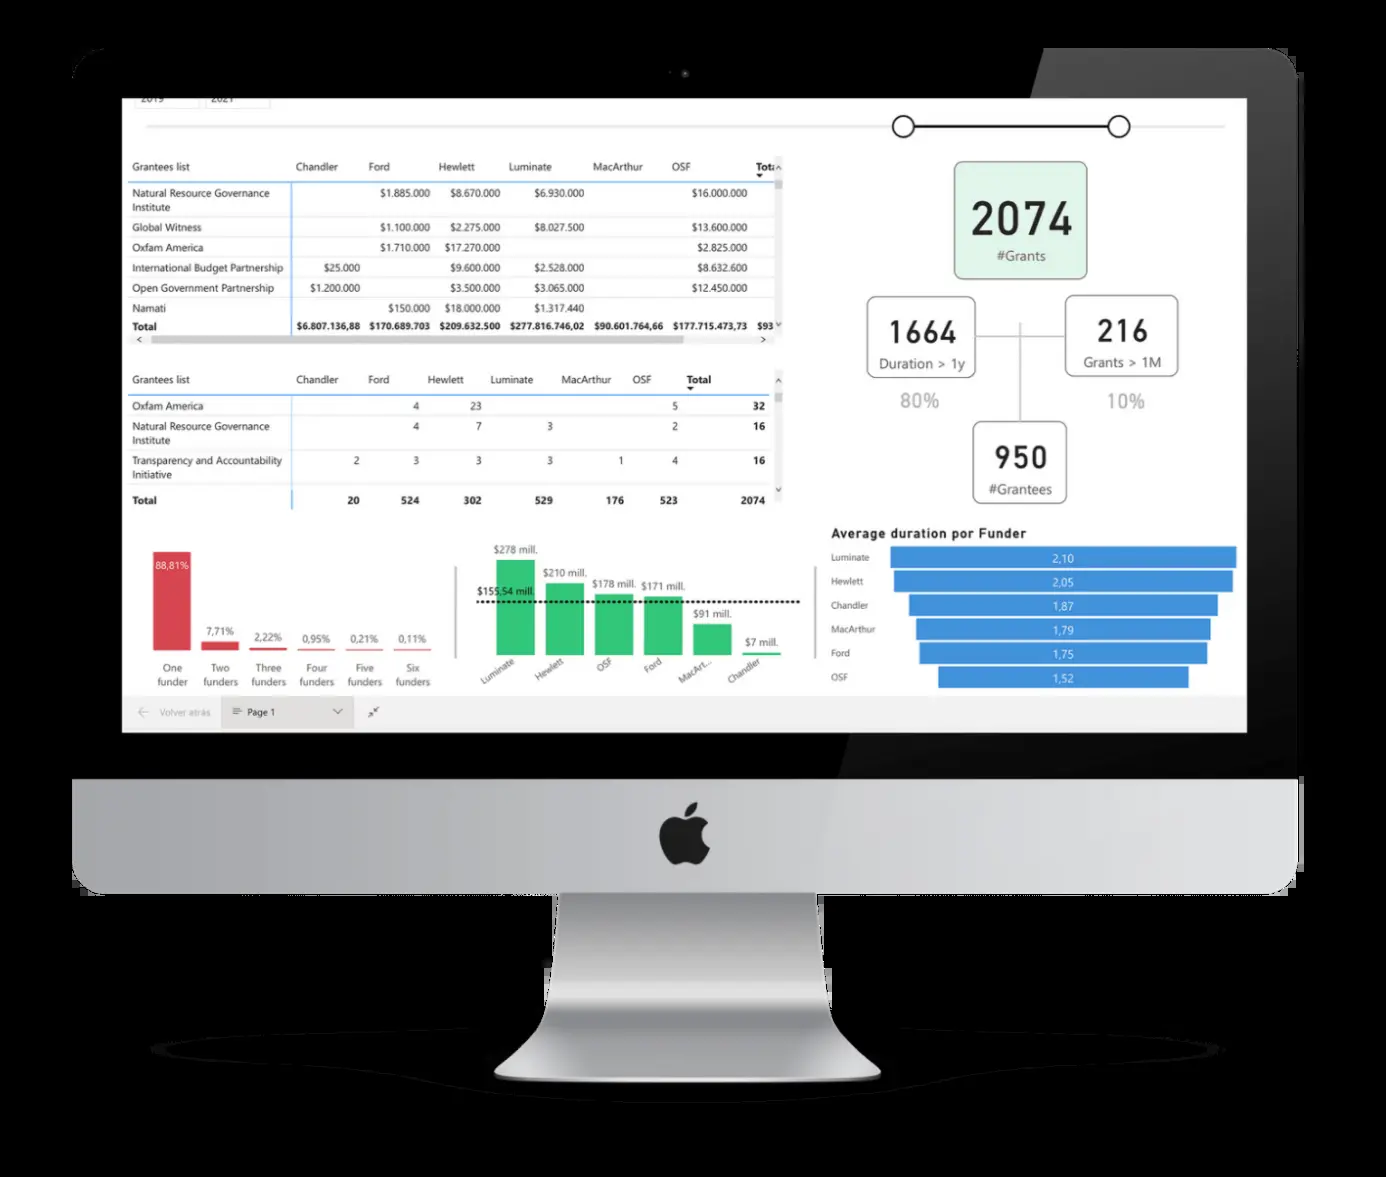 2019 2021
Grantees list Chandler Ford Hewlett Luminate MacArthur OSF
Natural Resource Governance $1.885.000 $8.670.000 $6.930.000 $16.000.000
Institute
Global Witness $1.100.000 $2.275.000 $8.027.500 $13.600.000
Oxfam America $1.710.000 $17.270.000 $2.825.000
International Budget Partnership $25.000 $9.600.000 $2.528.000 $8.632.600
Open Government Partnership $1.200.000 $3.500.000 $3.065.000 $12.450.000
Namati $150.000 $18.000.000 $1.317.440
Total $6.807.136,88 $170.689.703 $209.632.500 $277.816.746,02 $90.601.764,66 $177.715.473,73 $93
Grantees list Chandler Ford Hewlett Luminate MacArthur OSF Total
Oxfam America 4 23 5 32
Natural Resource Governance 4 7 3 2 16
Institute
Transparency and Accountability 2 3 3 3 1 4 16
Initiative
Total 20 524 302 529 176 523 2074
2074
#Grants
1664
Duration > 1y
80%
216
Grants > 1M
10%
950
#Grantees
88,81%
7,71%
2,22%
0,95%
0,21%
0,11%
One Two Three Four Five Six
funder funders funders funders funders funders
$278 mill.
$210 mill.
$178 mill.
$171 mill.
$91 mill.
$7 mill.
$155,54 mill.
Luminate Hewlett OSF Ford MacArt... Chandler
Average duration por Funder
Luminate 2,10
Hewlett 2,05
Chandler 1,87
MacArthur 1,79
Ford 1,75
OSF 1,52
Volver atrás Page 1